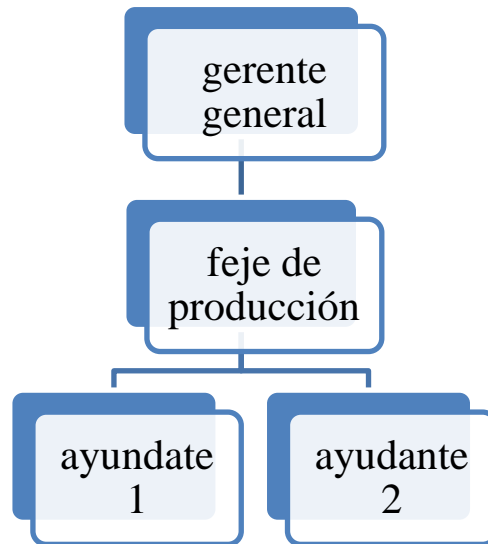 gerente
general
feje de
producción
ayundate
1
ayudante
2